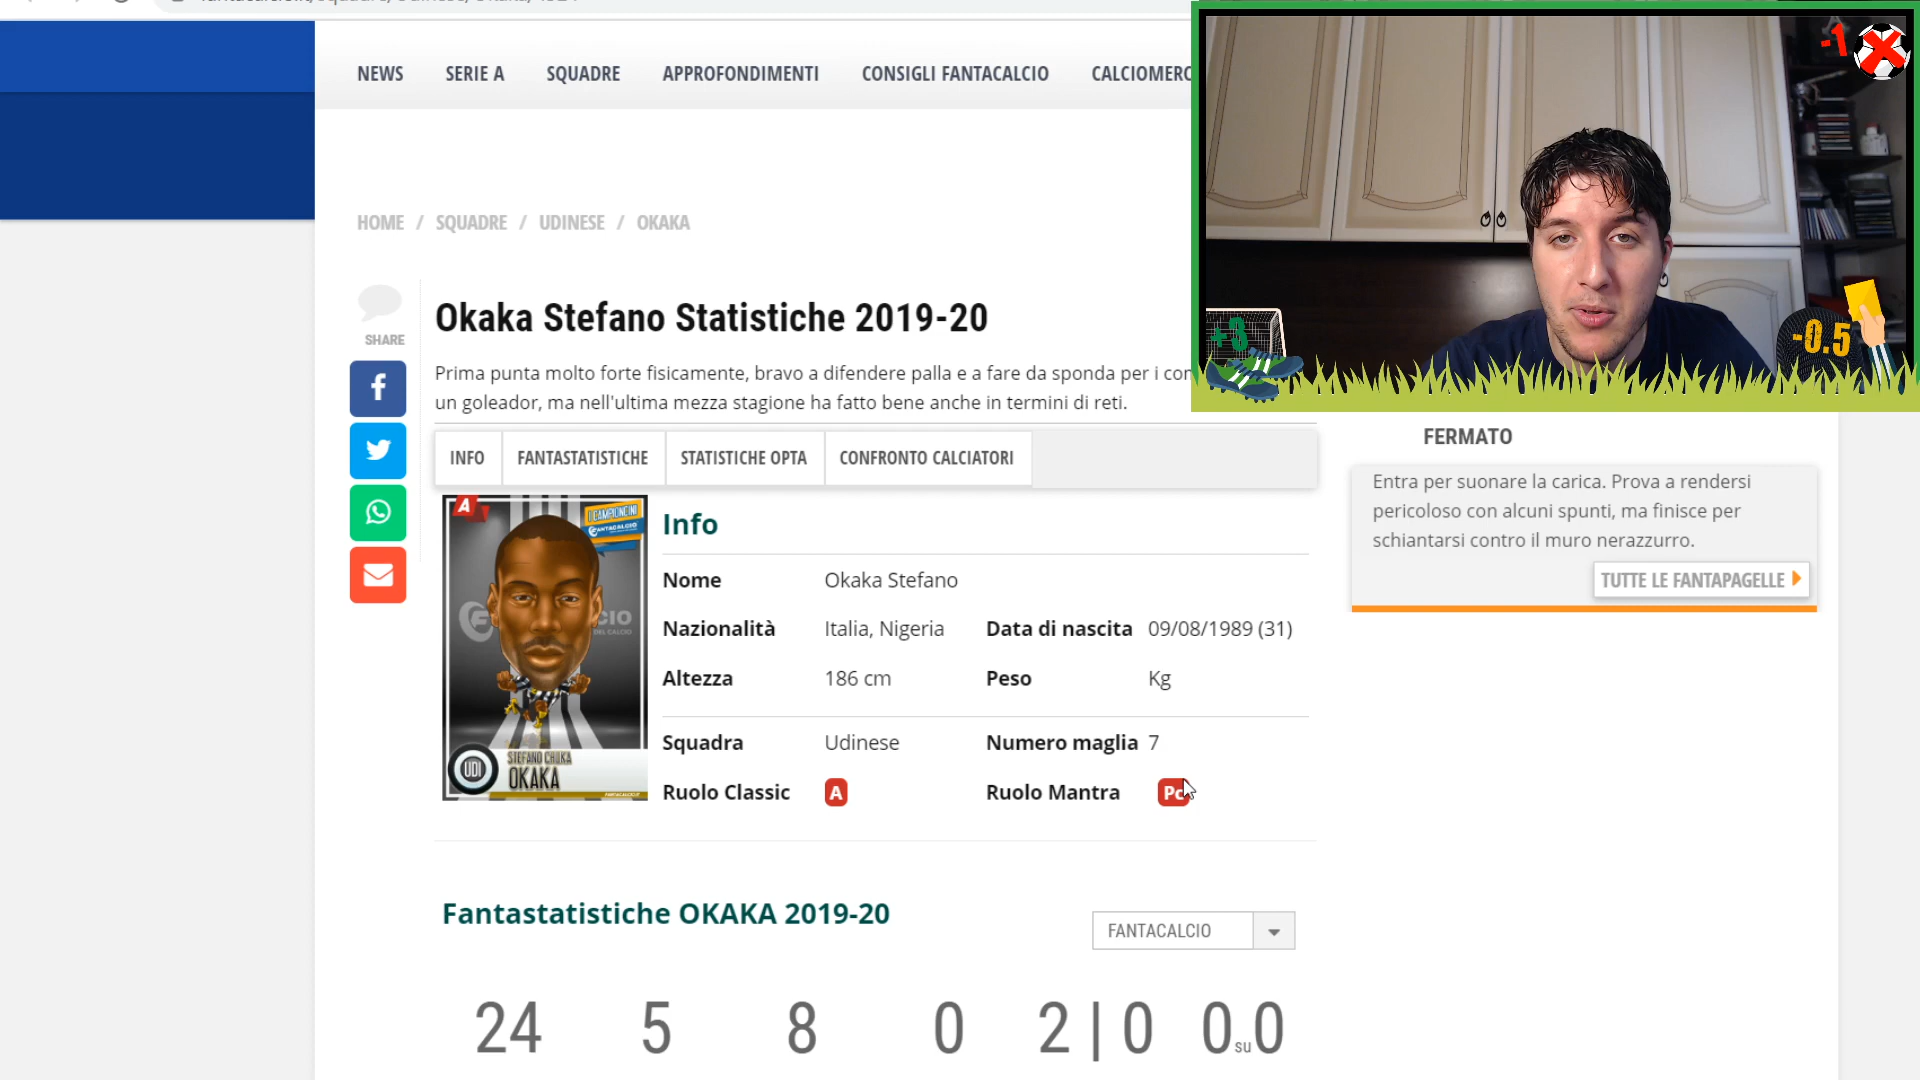 NEWS SERIE A SQUADRE APPROFONDIMENTI CONSIGLI FANTACALCIO
-1
HOME / SQUADRE / UDINESE / OKAKA
SHARE
Okaka Stefano Statistiche 2019-20
+3
-0.5
Prima punta molto forte fisicamente, bravo a difendere palla e a fare da sponda per i
un goleador, ma nell'ultima mezza stagione ha fatto bene anche in termini di reti.
INFO FANTASTATISTICHE STATISTICHE OPTA CONFRONTO CALCIATORI
FERMATO
Entra per suonare la carica. Prova a rendersi
pericoloso con alcuni spunti, ma finisce per
schiantarsi contro il muro nerazzurro.
TUTTE LE FANTAPAGELLE
A
I CAMPIONCINI
FANTACALCIO
UDI
STEFANO CHUKA
OKAKA
Info
Nome Okaka Stefano
Nazionalità Italia, Nigeria Data di nascita 09/08/1989 (31)
Altezza 186 cm Peso Kg
Squadra Udinese Numero maglia 7
Ruolo Classic A Ruolo Mantra Pc
Fantastatistiche OKAKA 2019-20
FANTACALCIO
24 5 8 0 2 | 0 0 su 0